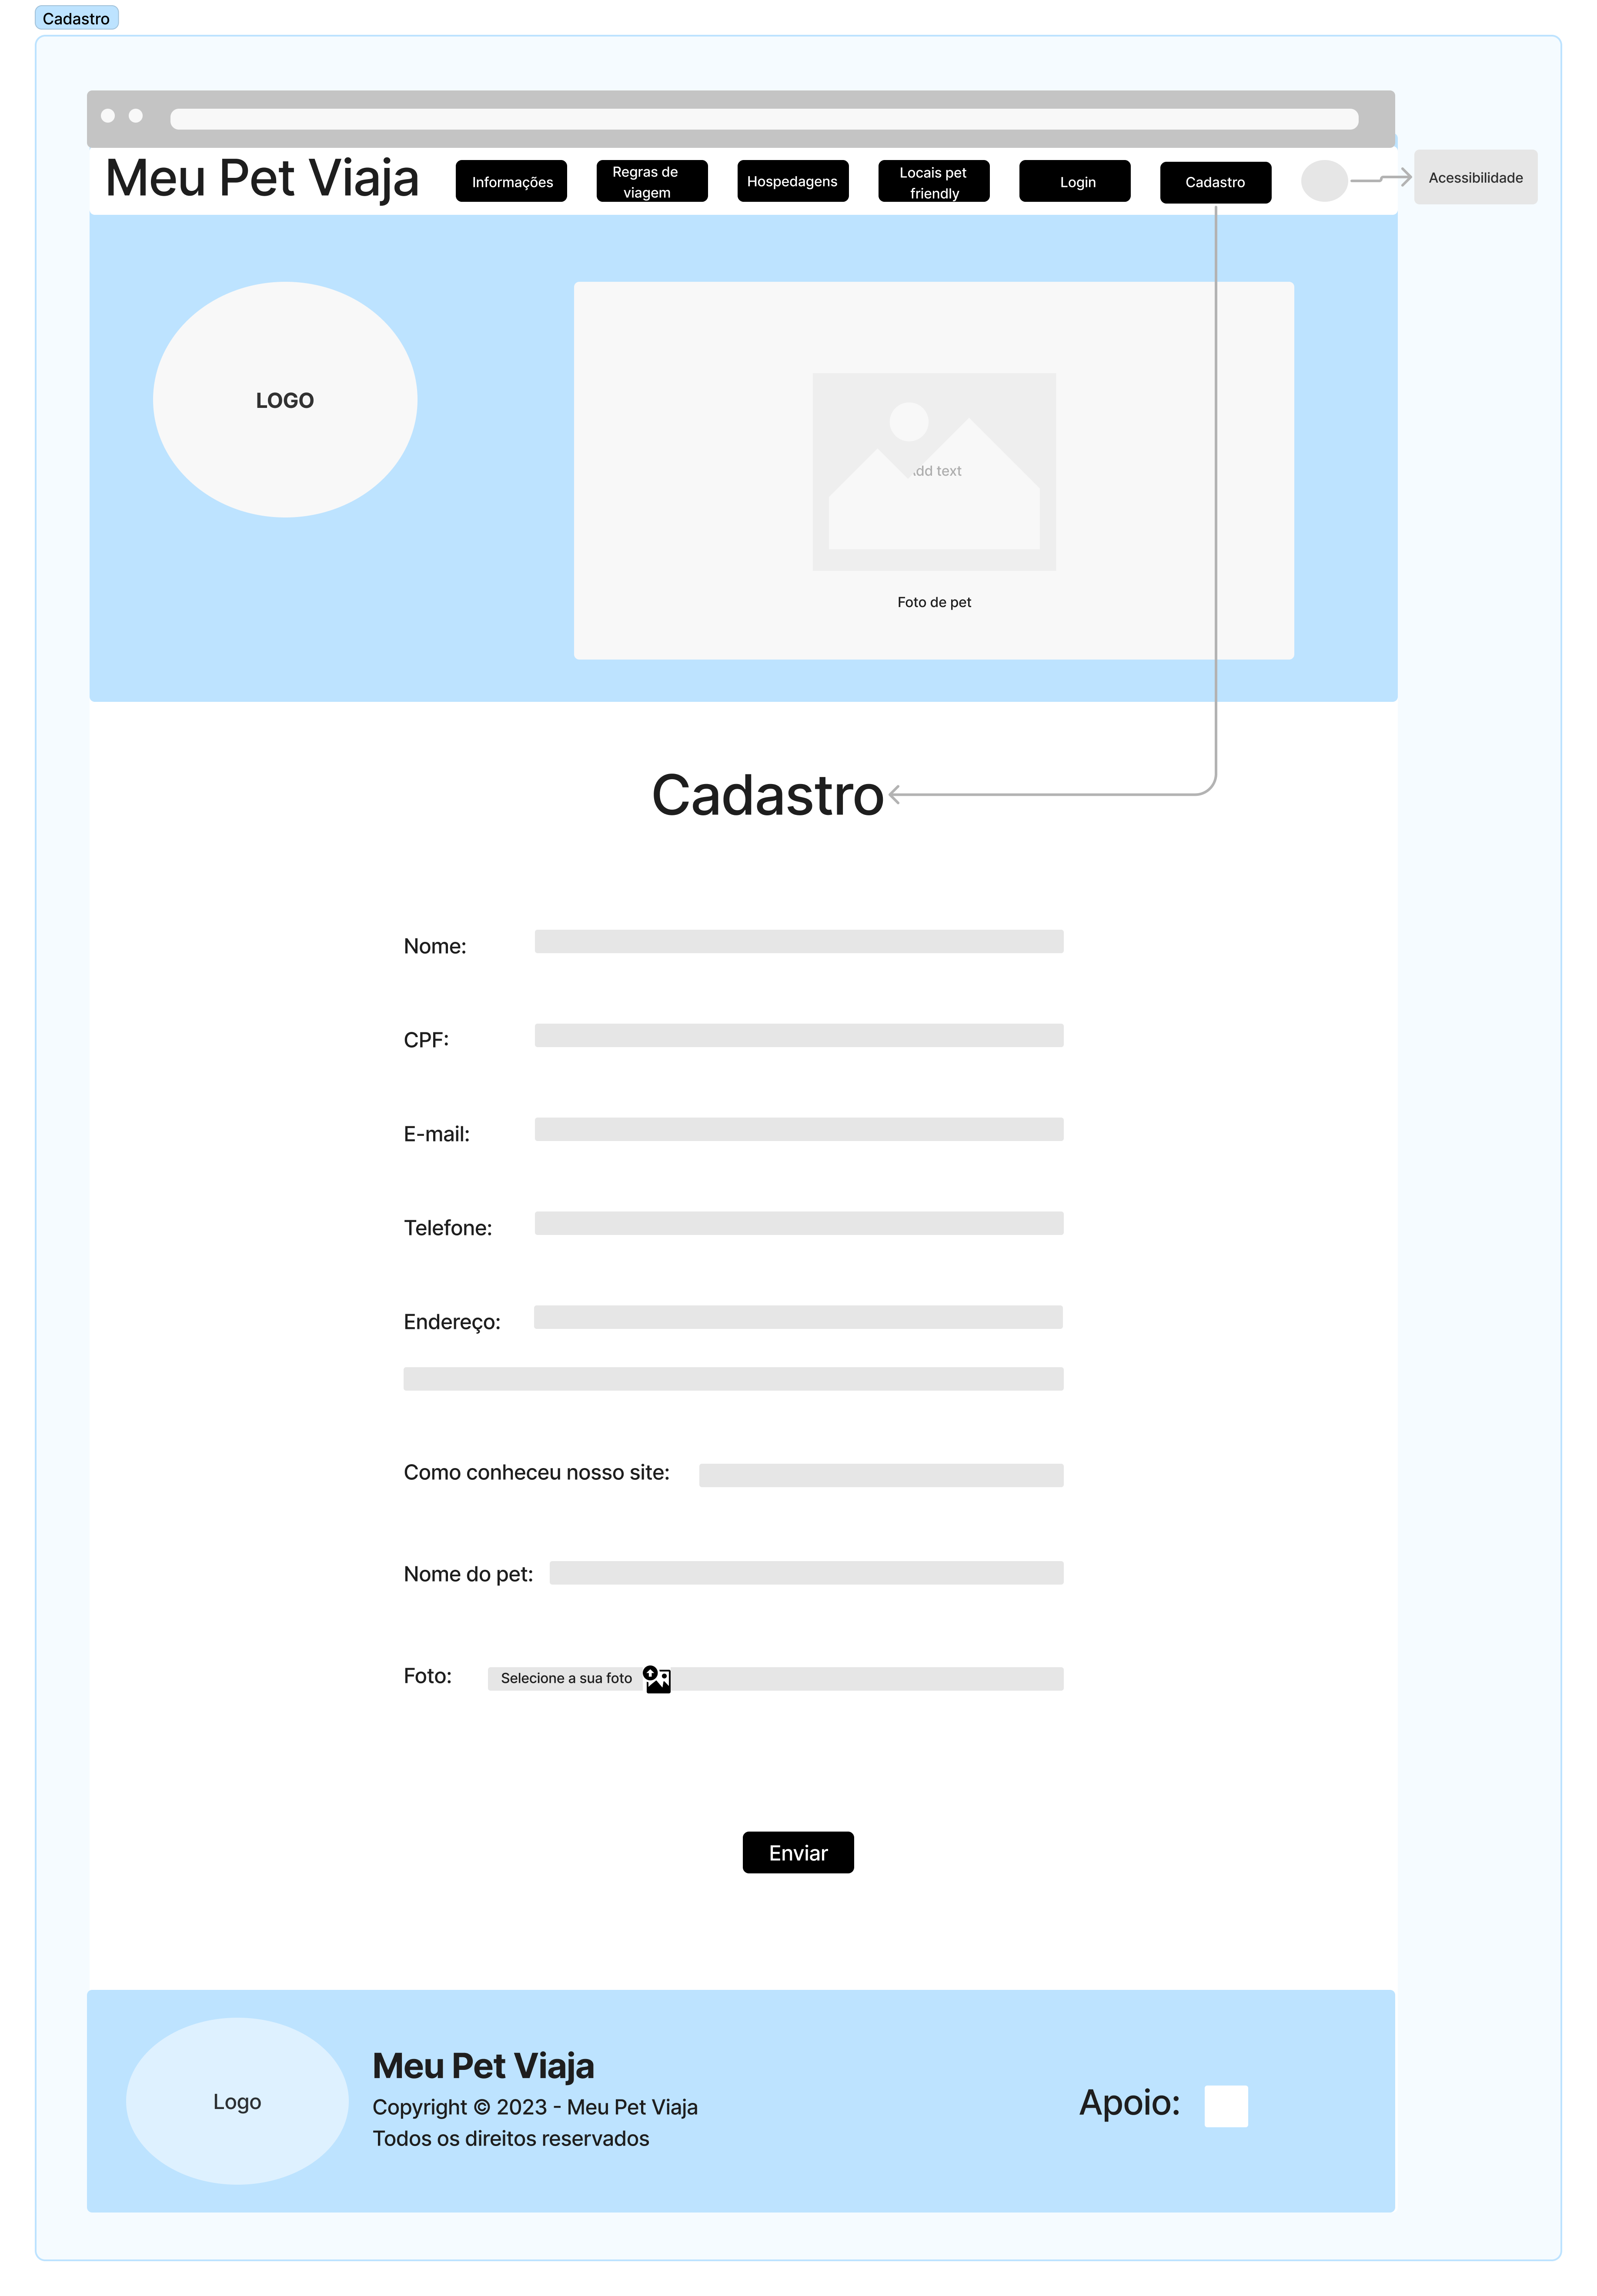 Cadastro
Meu Pet Viaja
Informações
Regras de
viagem
Hospedagens
Locais pet
friendly
Login
Cadastro
Acessibilidade
LOGO
dd text
Foto de pet
Cadastro
Nome:
CPF:
E-mail:
Telefone:
Endereço:
Como conheceu nosso site:
Nome do pet:
Foto:
Selecione a sua foto
Enviar
Logo
Meu Pet Viaja
Copyright © 2023 - Meu Pet Viaja
Todos os direitos reservados
Apoio: